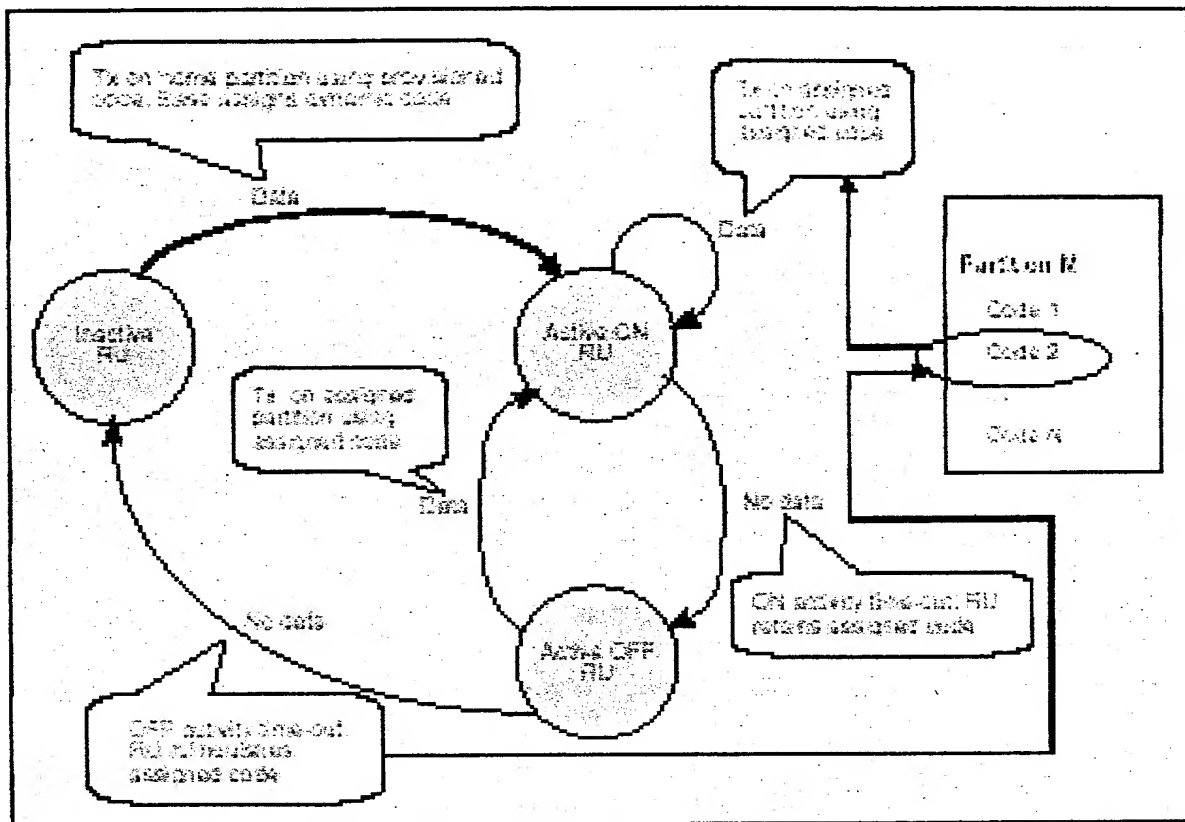 Tx on home partition using provisioned
code. Base assigns dynamic code
Data
Tx on assigned
partition using
assigned code
Data
Partition N
Code 1
Code 2
Code N
Inactive
RU
Active ON
RU
Tx on assigned
partition using
assigned code
Data
No data
ON activity time-out. RU
retains assigned code
No data
Active OFF
RU
OFF activity time-out.
RU
assigned code